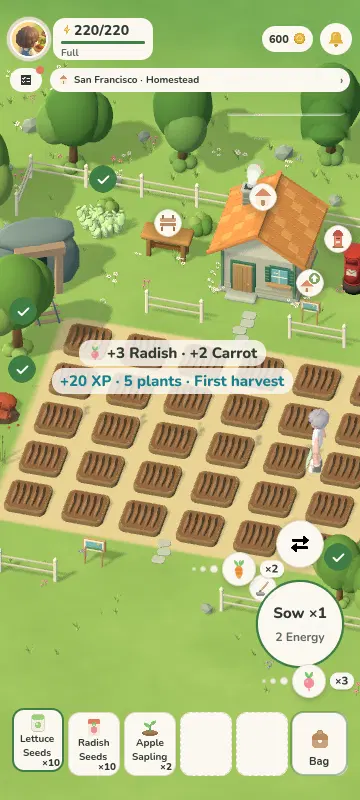 220/220
Full
600
San Francisco · Homestead
+3 Radish · +2 Carrot
+20 XP · 5 plants · First harvest
×2
Sow ×1
2 Energy
×3
Lettuce
Seeds
×10
Radish
Seeds
×10
Apple
Sapling
×2
Bag